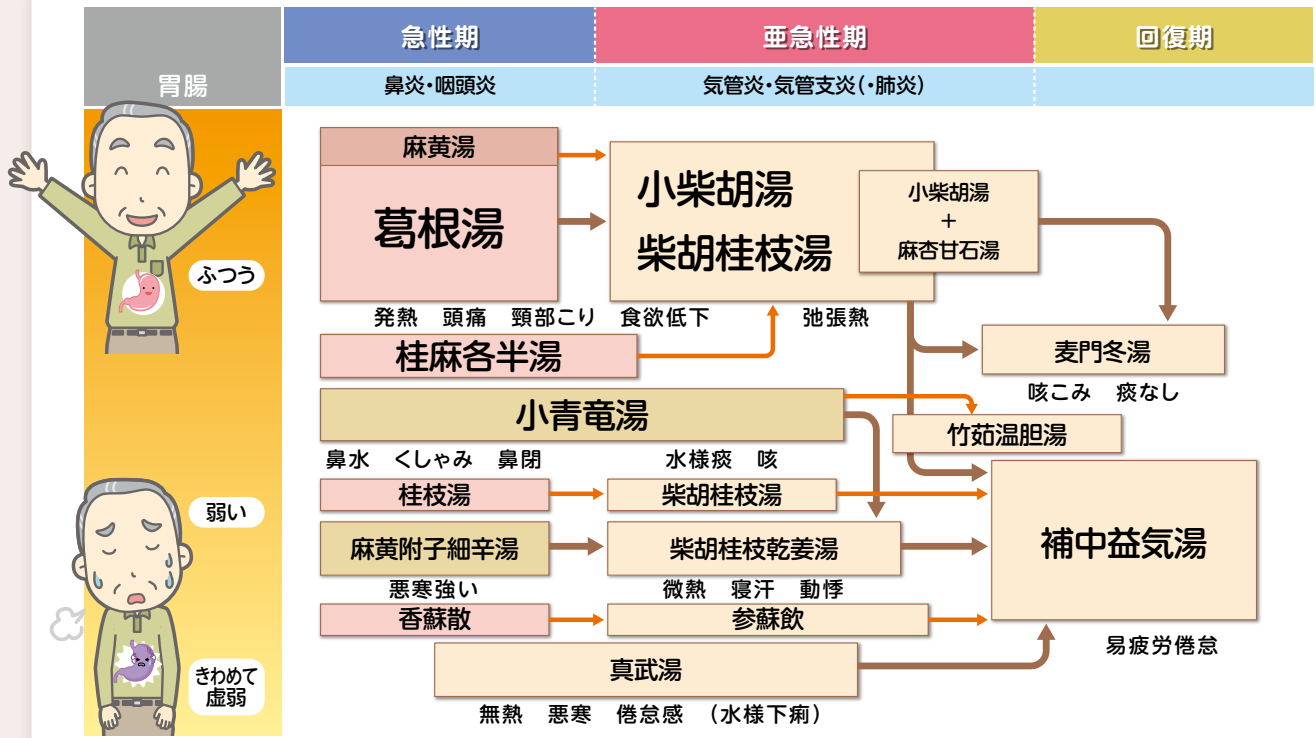 急性期
亜急性期
回復期
胃腸
鼻炎・咽頭炎
気管炎・気管支炎(・肺炎)
麻黄湯
葛根湯
小柴胡湯
柴胡桂枝湯
小柴胡湯
+
麻杏甘石湯
ふつう
発熱 頭痛 頸部こり 食欲低下 弛張熱
桂麻各半湯
麦門冬湯
咳こみ 痰なし
小青竜湯
竹茹温胆湯
鼻水 くしゃみ 鼻閉
水様痰 咳
弱い
桂枝湯
柴胡桂枝湯
麻黄附子細辛湯
柴胡桂枝乾姜湯
補中益気湯
悪寒強い
微熱 寝汗 動悸
香蘇散
参蘇飲
易疲労倦怠
きわめて
虚弱
真武湯
無熱 悪寒 倦怠感 (水様下痢)